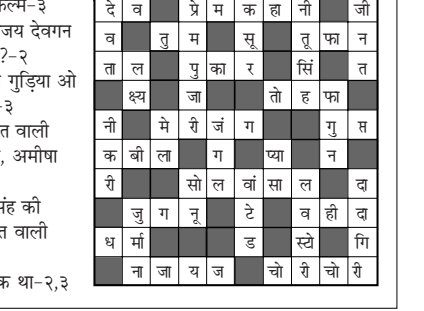 फिल्म-३
जय देवगन
?-२
गुड़िया ओ
-३
त वाली
, अमीषा
संह की
त वाली
क था-२,३
दे व प्रे म क हा नी जी
व तु म सू तू फा न
ता ल पु का र सिं त
क्ष्य जा तो ह फा
नी मे री जं ग गु प्त
क बी ला ग प्या न
री सो ल वां सा ल दा
जु ग नू टे व ही दा
ध र्मा ड स्टो गि
ना जा य ज चो री चो री